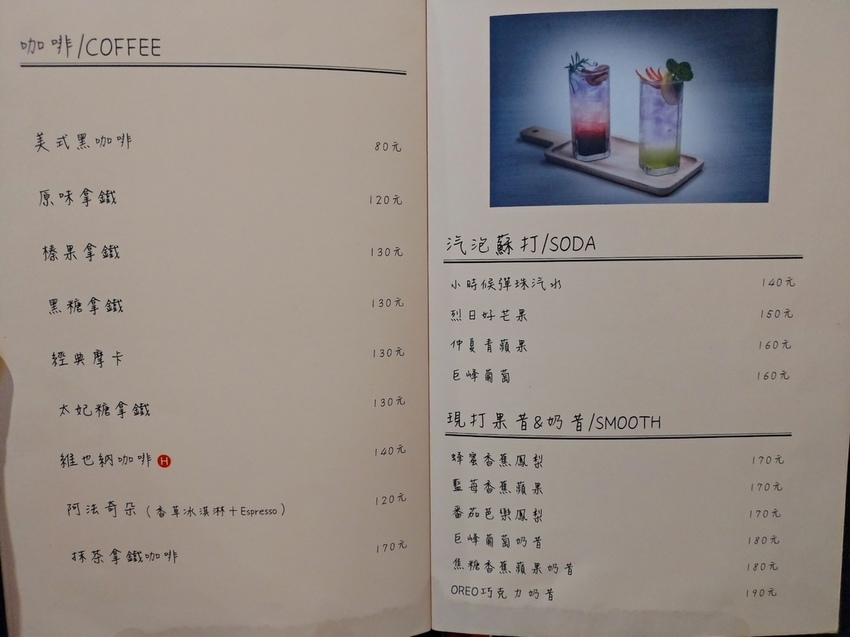 咖啡/COFFEE
美式黑咖啡 80元
原味拿鐵 120元
榛果拿鐵 130元
黑糖拿鐵 130元
經典摩卡 130元
太妃糖拿鐵 130元
維也納咖啡 H 140元
阿法奇朵（香草冰淇淋＋Espresso） 120元
抹茶拿鐵咖啡 170元
汽泡蘇打/SODA
小時候彈珠汽水 140元
烈日好芒果 150元
仲夏青蘋果 160元
巨峰葡萄 160元
現打果昔&奶昔/SMOOTH
蜂蜜香蕉鳳梨 170元
藍莓香蕉蘋果 170元
番茄芭樂鳳梨 170元
巨峰葡萄奶昔 180元
焦糖香蕉蘋果奶昔 180元
OREO巧克力奶昔 190元